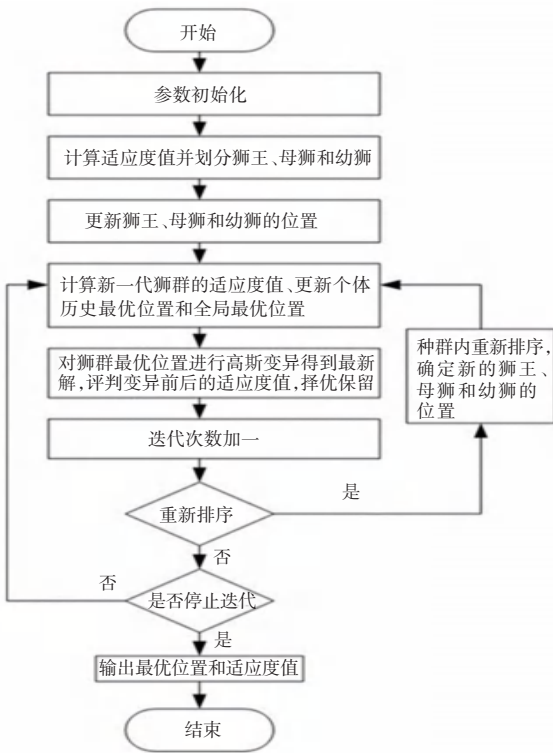 开始
参数初始化
计算适应度值并划分狮王、母狮和幼狮
更新狮王、母狮和幼狮的位置
计算新一代狮群的适应度值、更新个体
历史最优位置和全局最优位置
对狮群最优位置进行高斯变异得到最新
解,评判变异前后的适应度值,择优保留
种群内重新排序,
确定新的狮王、
母狮和幼狮的
位置
迭代次数加一
重新排序
是
否
是否停止迭代
否
是
输出最优位置和适应度值
结束